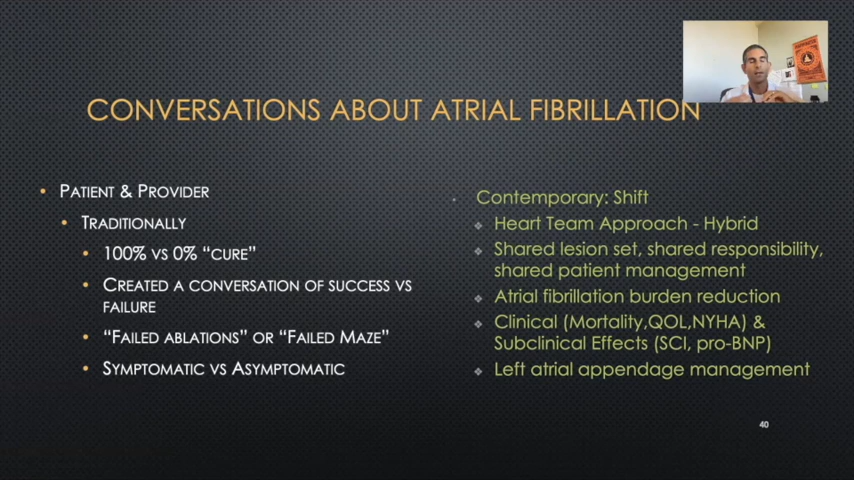 CONVERSATIONS ABOUT ATRIAL FIBRILLATION
• PATIENT & PROVIDER
• TRADITIONALLY
• 100% VS 0% “CURE”
• CREATED A CONVERSATION OF SUCCESS VS
FAILURE
• “FAILED ABLATIONS” OR “FAILED MAZE”
• SYMPTOMATIC VS ASYMPTOMATIC
• Contemporary: Shift
❖ Heart Team Approach - Hybrid
❖ Shared lesion set, shared responsibility,
shared patient management
❖ Atrial fibrillation burden reduction
❖ Clinical (Mortality,QOL,NYHA) &
Subclinical Effects (SCI, pro-BNP)
❖ Left atrial appendage management
40